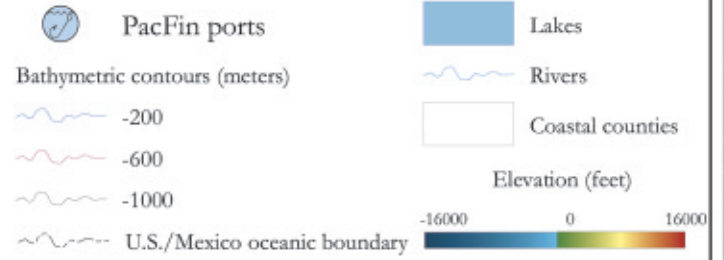 PacFin ports
Bathymetric contours (meters)
-200
-600
-1000
U.S./Mexico oceanic boundary
Lakes
Rivers
Coastal counties
Elevation (feet)
-16000 0 16000